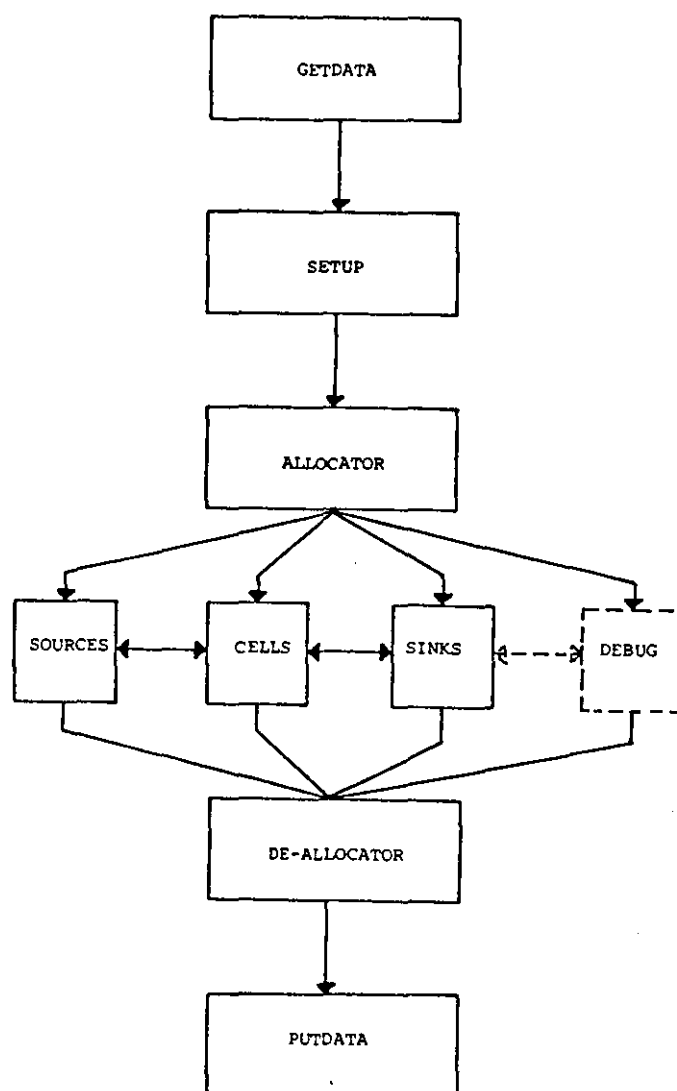 GETDATA
SETUP
ALLOCATOR
SOURCES
CELLS
SINKS
DEBUG
DE-ALLOCATOR
PUTDATA